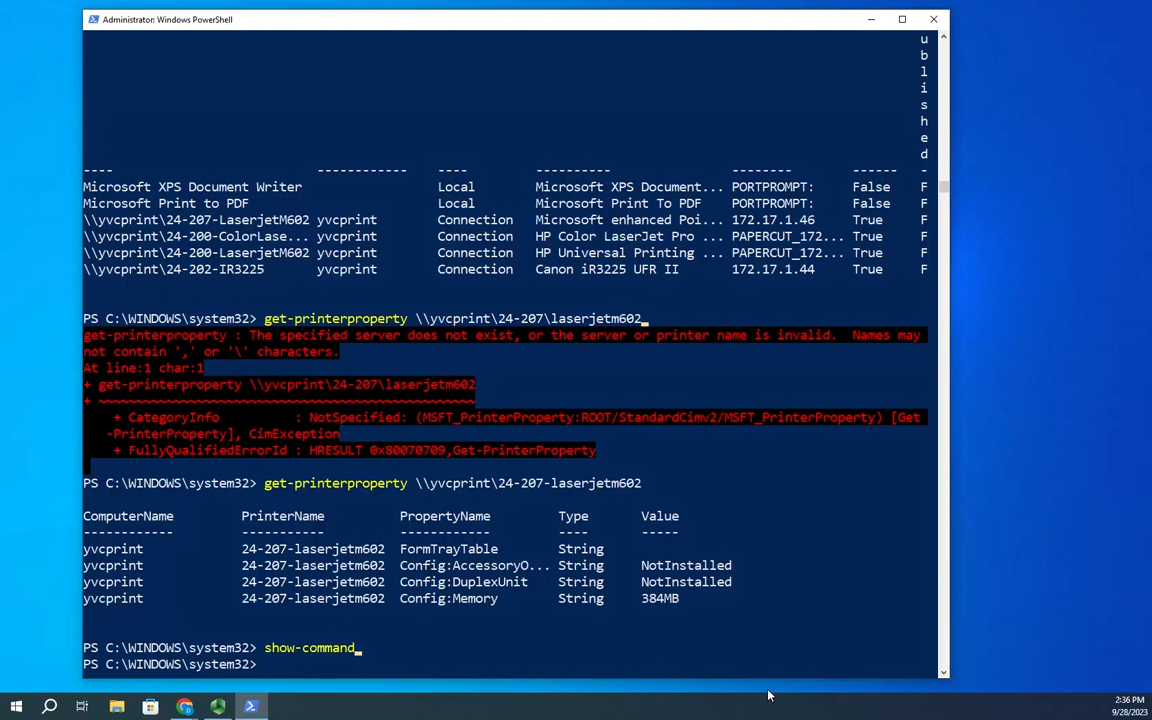 Administrator: Windows PowerShell
u
b
l
i
s
h
e
d
---- ------------ ---- ---------- -------- ------ -
Microsoft XPS Document Writer Local Microsoft XPS Document... PORTPROMPT: False F
Microsoft Print to PDF Local Microsoft Print To PDF PORTPROMPT: False F
\\yvcprint\24-207-LaserjetM602 yvcprint Connection Microsoft enhanced Poi... 172.17.1.46 True F
\\yvcprint\24-200-ColorLase... yvcprint Connection HP Color LaserJet Pro ... PAPERCUT_172... True F
\\yvcprint\24-200-LaserjetM602 yvcprint Connection HP Universal Printing ... PAPERCUT_172... True F
\\yvcprint\24-202-IR3225 yvcprint Connection Canon iR3225 UFR II 172.17.1.44 True F
PS C:\WINDOWS\system32> get-printerproperty \\yvcprint\24-207\laserjetm602_
get-printerproperty : The specified server does not exist, or the server or printer name is invalid. Names may
not contain ',' or '\' characters.
At line:1 char:1
+ get-printerproperty \\yvcprint\24-207\laserjetm602
+ ~~~~~~~~~~~~~~~~~~~~~~~~~~~~~~~~~~~~~~~~~~~~~~~~~~
+ CategoryInfo : NotSpecified: (MSFT_PrinterProperty:ROOT/StandardCimv2/MSFT_PrinterProperty) [Get
-PrinterProperty], CimException
+ FullyQualifiedErrorId : HRESULT 0x80070709,Get-PrinterProperty
PS C:\WINDOWS\system32> get-printerproperty \\yvcprint\24-207-laserjetm602
ComputerName PrinterName PropertyName Type Value
------------ ----------- ------------ ---- -----
yvcprint 24-207-laserjetm602 FormTrayTable String
yvcprint 24-207-laserjetm602 Config:AccessoryO... String NotInstalled
yvcprint 24-207-laserjetm602 Config:DuplexUnit String NotInstalled
yvcprint 24-207-laserjetm602 Config:Memory String 384MB
PS C:\WINDOWS\system32> show-command_
PS C:\WINDOWS\system32>
2:36 PM
9/28/2023